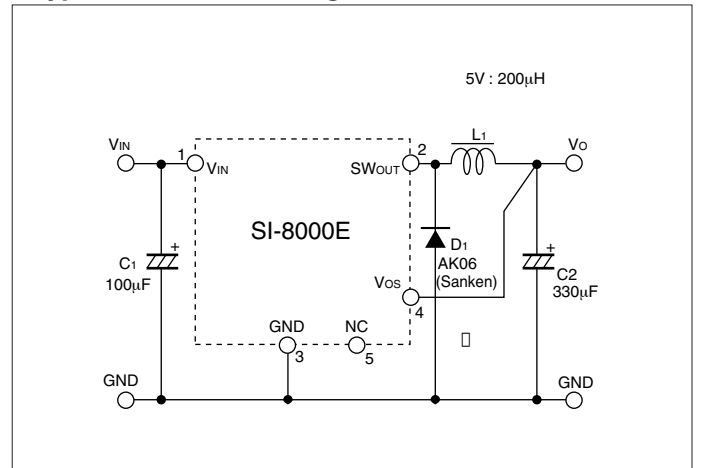 5V : 200µH
L1
VIN
1
VIN
SWOUT
2
VO
SI-8000E
C1
+
100µF
D1
AK06
(Sanken)
+
C2
330µF
VOS
4
GND
3
NC
5
GND
GND